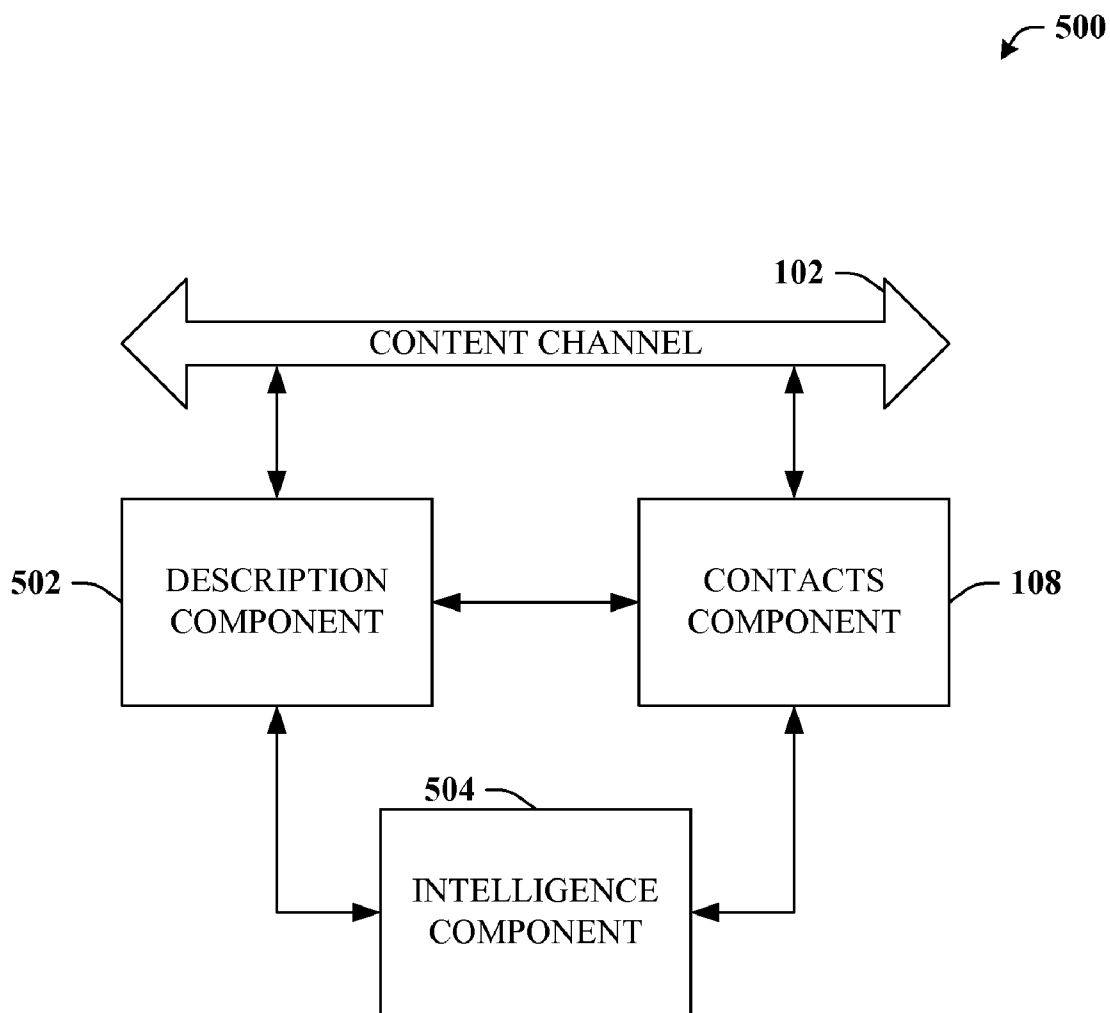 500
102
CONTENT CHANNEL
DESCRIPTION
COMPONENT
502
CONTACTS
COMPONENT
108
504
INTELLIGENCE
COMPONENT